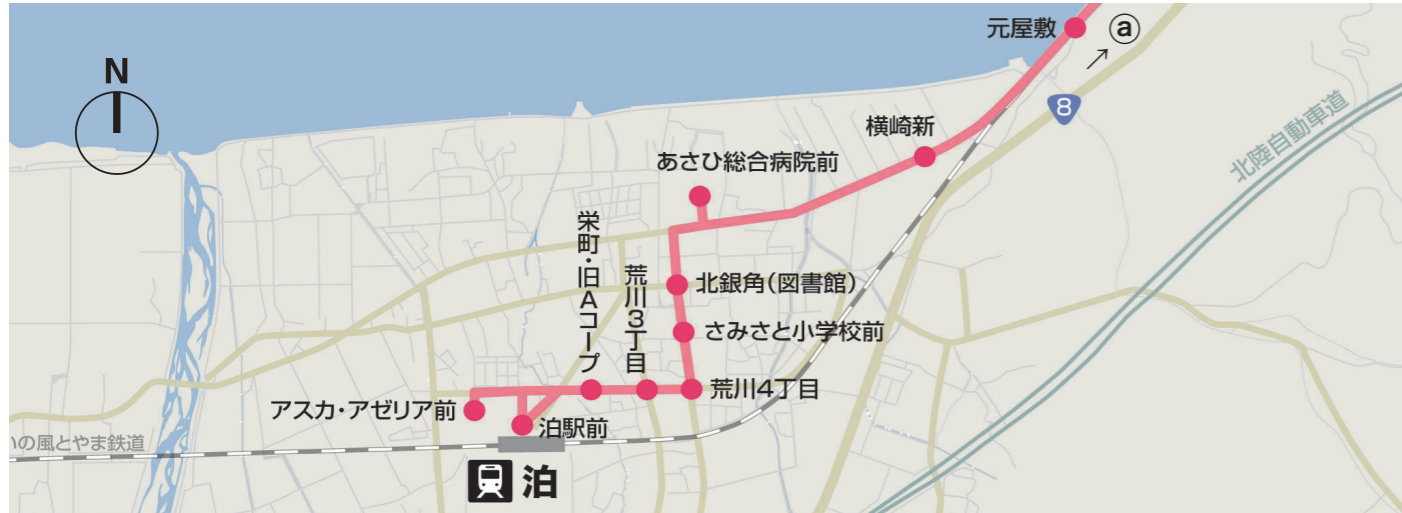 元屋敷
ⓐ
↗
N
8
横崎新
北陸自動車道
あさひ総合病院前
栄町・旧Aコープ
荒川3丁目
北銀角(図書館)
さみさと小学校前
荒川4丁目
アスカ・アゼリア前
泊駅前
いの風とやま鉄道
泊